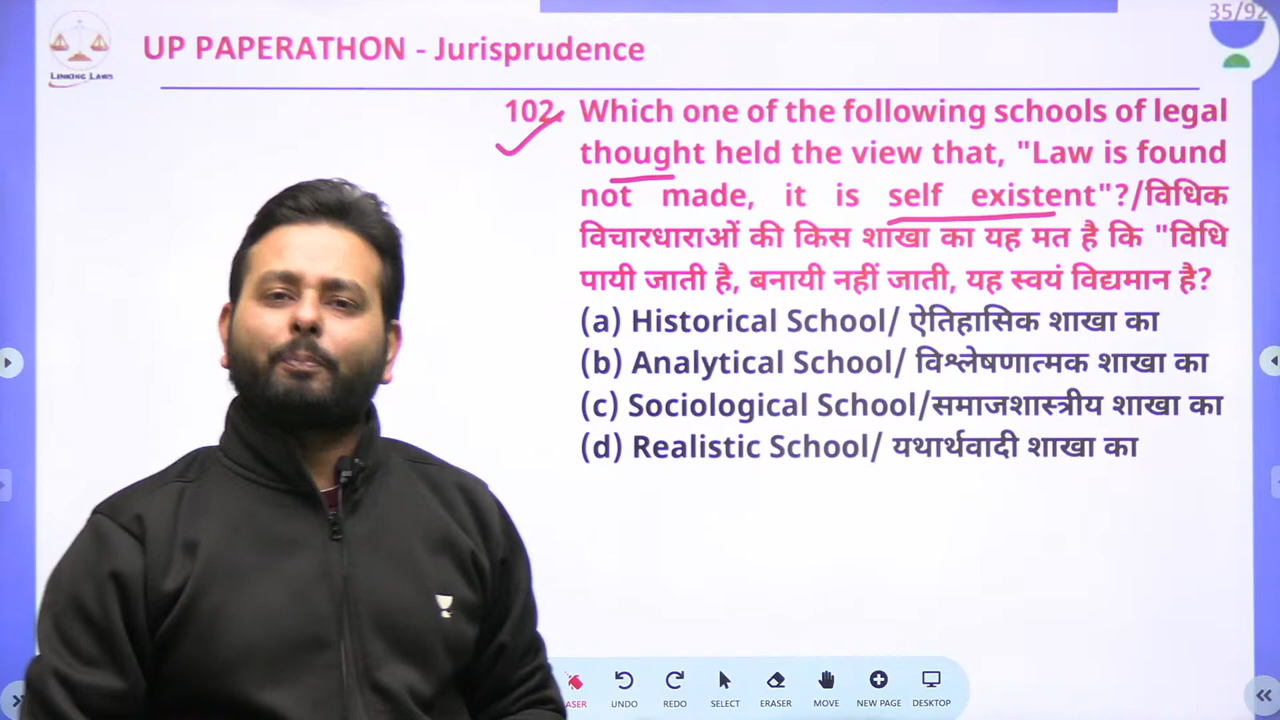 35/92
UP PAPERATHON - Jurisprudence
LINKING LAWS
102. Which one of the following schools of legal
thought held the view that, "Law is found
not made, it is self existent"?/विधिक
विचारधाराओं की किस शाखा का यह मत है कि "विधि
पायी जाती है, बनायी नहीं जाती, यह स्वयं विद्यमान है?
(a) Historical School/ ऐतिहासिक शाखा का
(b) Analytical School/ विश्लेषणात्मक शाखा का
(c) Sociological School/समाजशास्त्रीय शाखा का
(d) Realistic School/ यथार्थवादी शाखा का
ASER UNDO REDO SELECT ERASER MOVE NEW PAGE DESKTOP